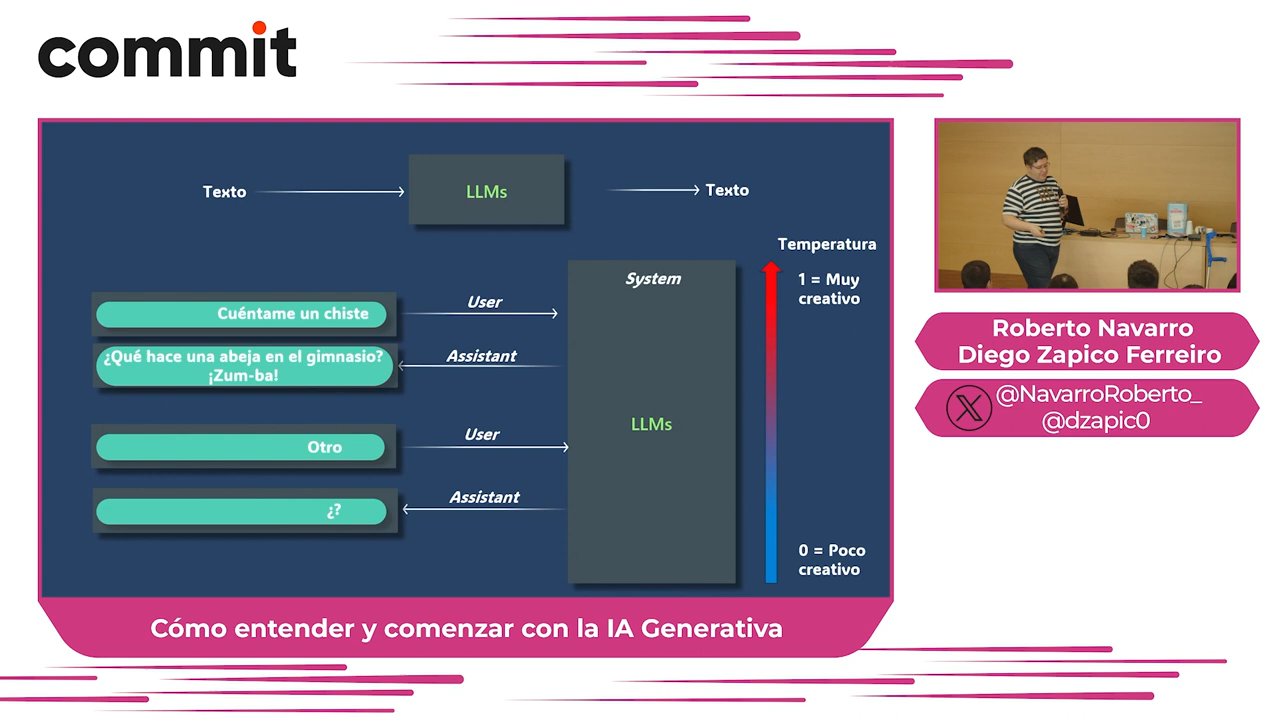 commit
Texto
LLMs
Texto
Temperatura
1 = Muy
creativo
System
User
Cuéntame un chiste
Assistant
¿Qué hace una abeja en el gimnasio?
¡Zum-ba!
LLMs
User
Otro
Assistant
¿?
0 = Poco
creativo
Roberto Navarro
Diego Zapico Ferreiro
@NavarroRoberto_
@dzapic0
Cómo entender y comenzar con la IA Generativa